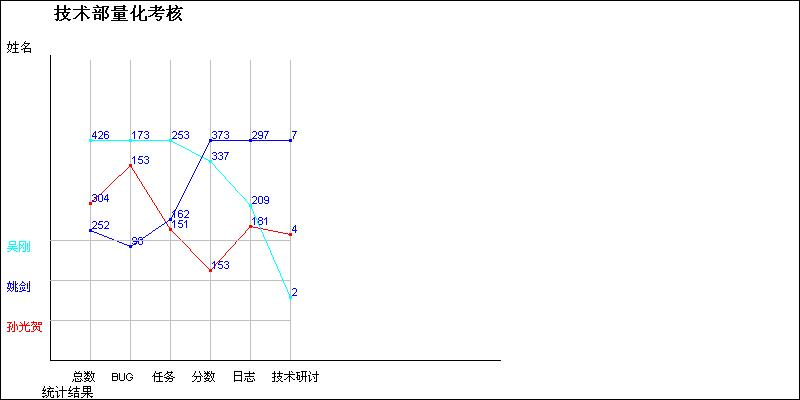 技术部量化考核
姓名
426 173 253 373 297 7
153 337
304 209
252 162 181 4
151
吴刚
153
姚剑 2
孙光贺
总数 BUG 任务 分数 日志 技术研讨
统计结果